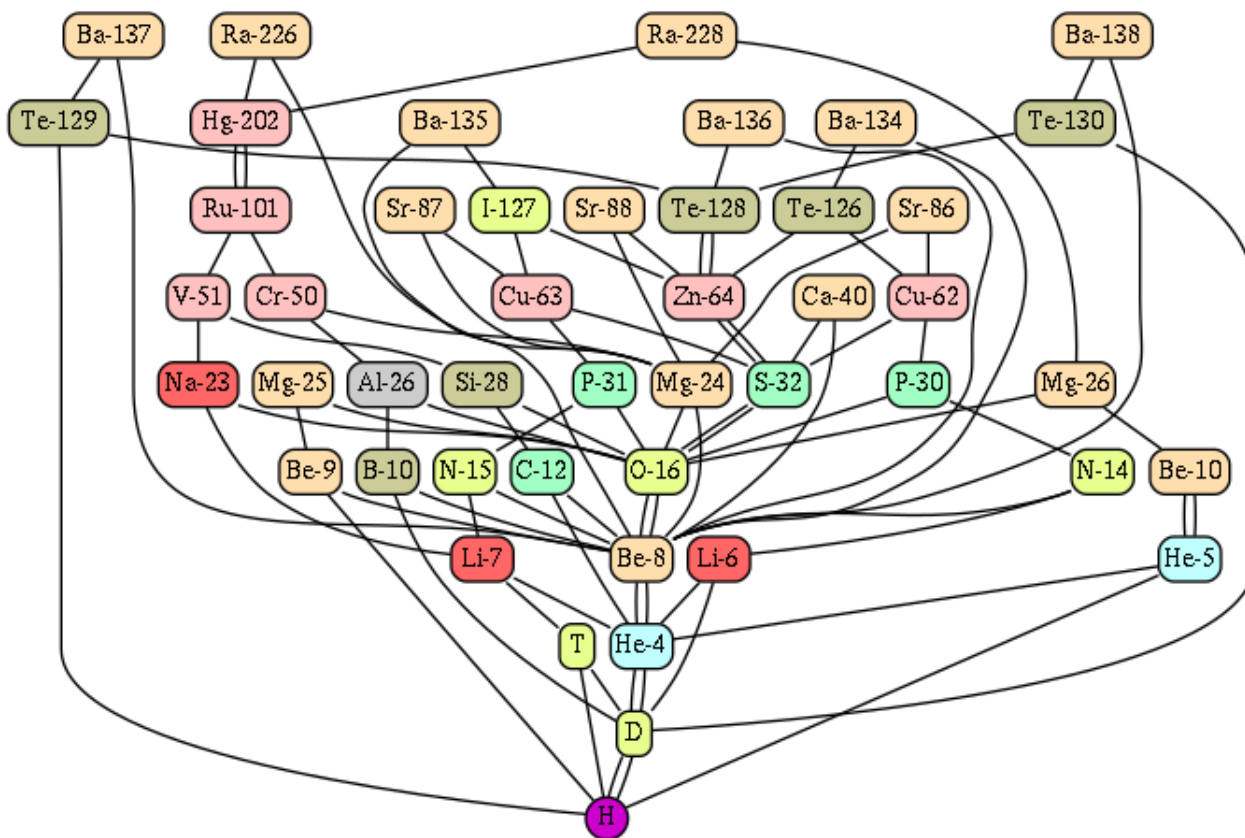 Ba-137
Ra-226
Ra-228
Ba-138
Te-129
Hg-202
Ba-135
Ba-136
Ba-134
Te-130
Ru-101
Sr-87
I-127
Sr-88
Te-128
Te-126
Sr-86
V-51
Cr-50
Cu-63
Zn-64
Ca-40
Cu-62
Na-23
Mg-25
Al-26
Si-28
P-31
Mg-24
S-32
P-30
Mg-26
Be-9
B-10
N-15
C-12
O-16
N-14
Be-10
Li-7
Be-8
Li-6
He-5
T
He-4
D
H